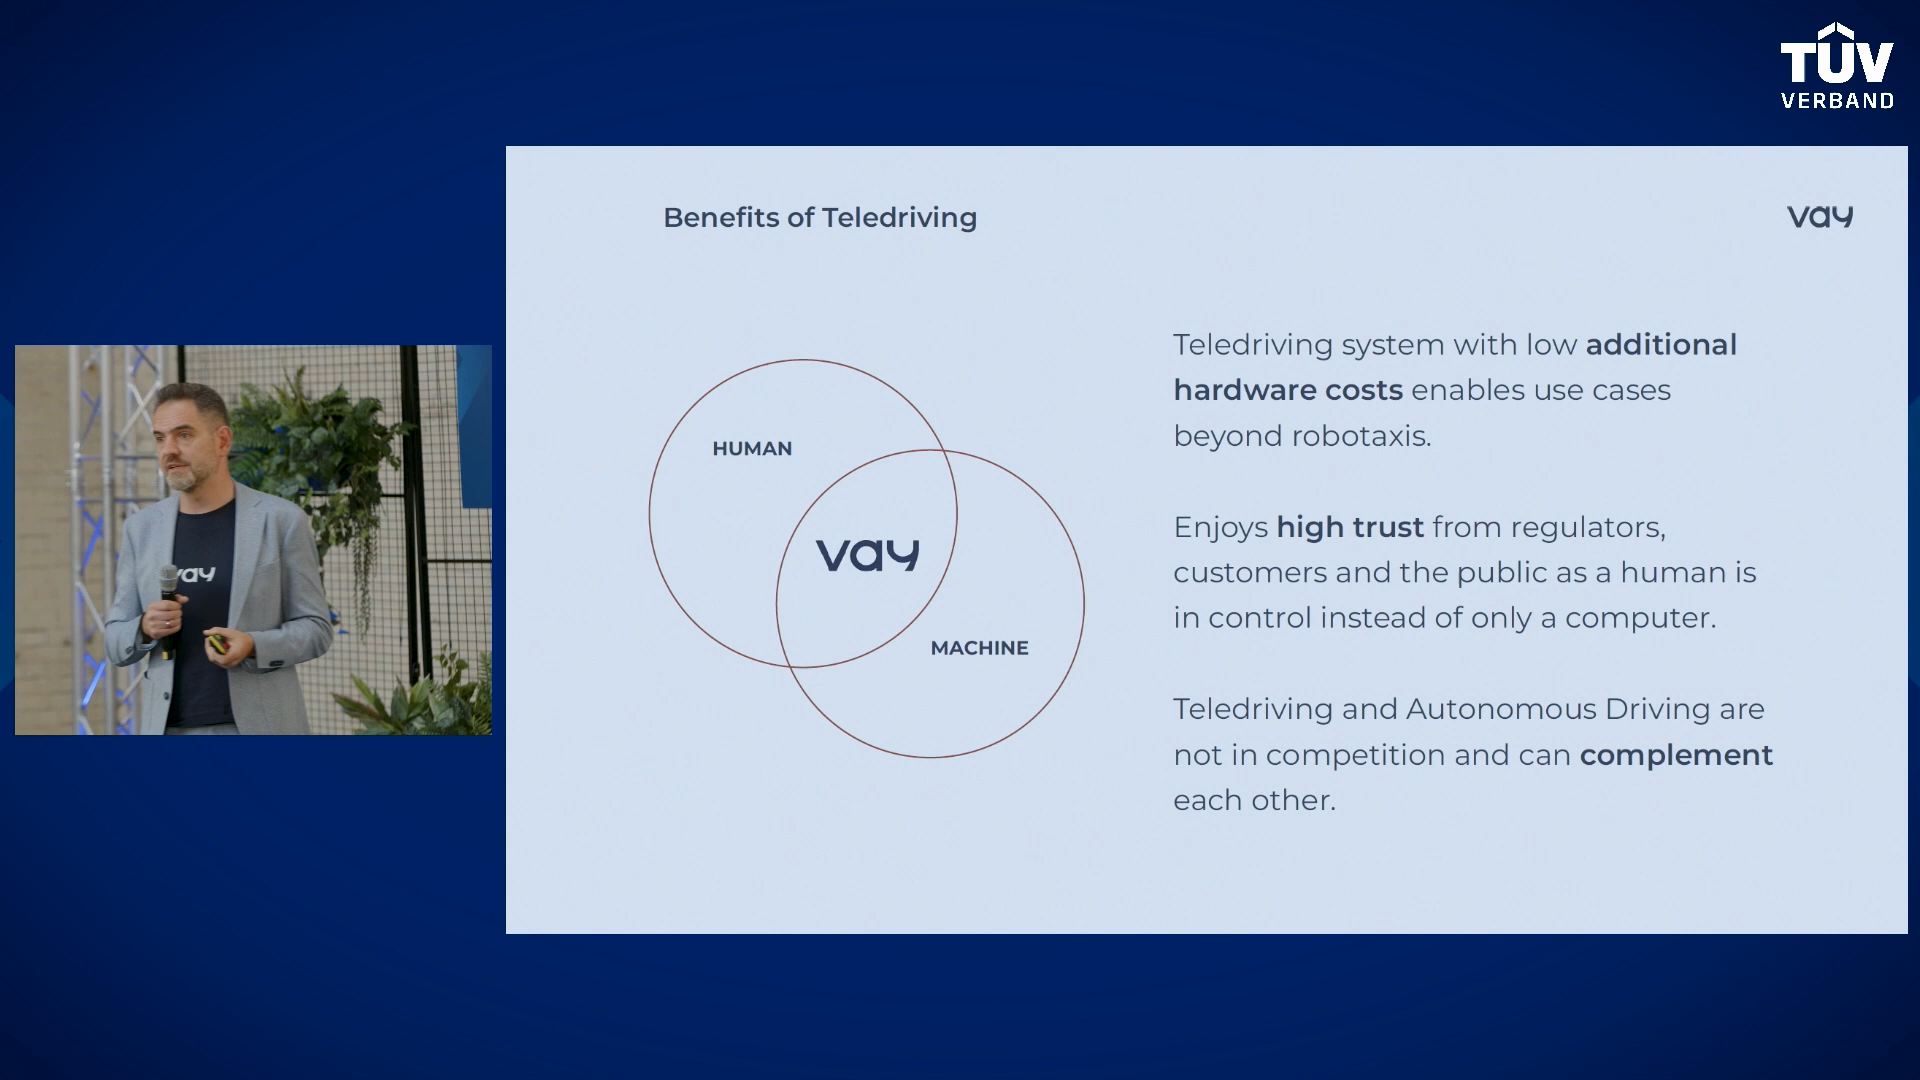 TÜV
VERBAND
Benefits of Teledriving
vay
HUMAN
vay
MACHINE
Teledriving system with low additional
hardware costs enables use cases
beyond robotaxis.
Enjoys high trust from regulators,
customers and the public as a human is
in control instead of only a computer.
Teledriving and Autonomous Driving are
not in competition and can complement
each other.
vay